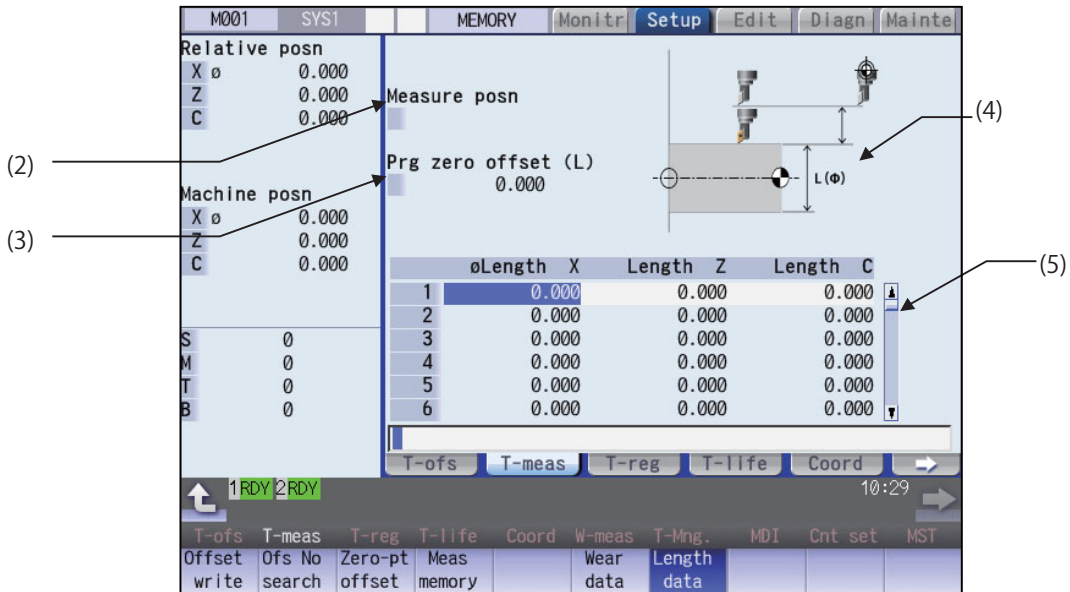 M001 SYS1 MEMORY Monitr Setup Edit Diagn Mainte
Relative posn
X ø 0.000
Z 0.000
C 0.000
Machine posn
X ø 0.000
Z 0.000
C 0.000
S 0
M 0
T 0
B 0
Measure posn
Prg zero offset (L)
0.000
L(Φ)
(2)
(3)
(4)
(5)
øLength X Length Z Length C
1 0.000 0.000 0.000
2 0.000 0.000 0.000
3 0.000 0.000 0.000
4 0.000 0.000 0.000
5 0.000 0.000 0.000
6 0.000 0.000 0.000
T-ofs T-meas T-reg T-life Coord
1 RDY 2 RDY 10:29
T-ofs T-meas T-reg T-life Coord W-meas T-Mng. MDI Cnt set MST
Offset Ofs No Zero-pt Meas Wear Length
write search offset memory data data